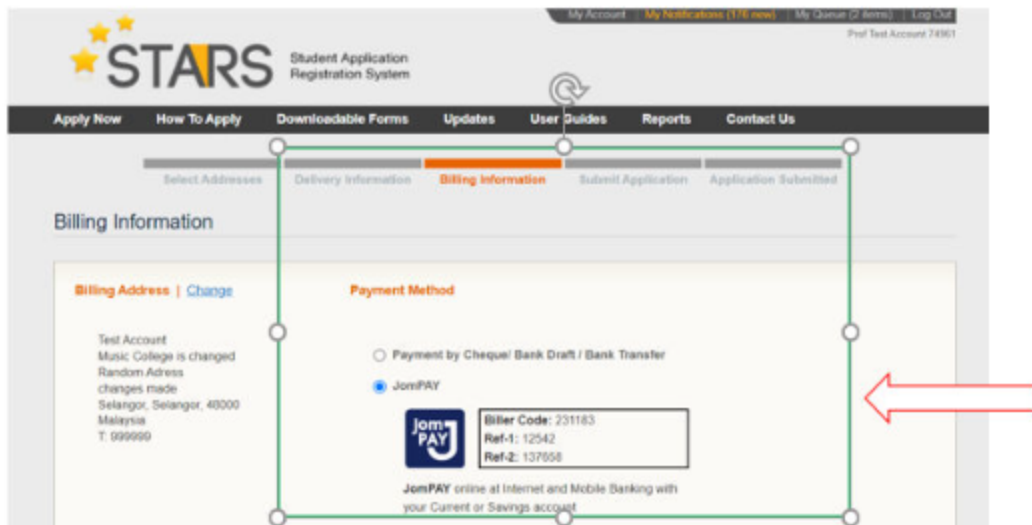 My Account | My Notifications (176 new) | My Queue (2 items) | Log Out
Prof Test Account 74961
STARS
Student Application
Registration System
Apply Now How To Apply Downloadable Forms Updates User Guides Reports Contact Us
Select Addresses Delivery Information Billing Information Submit Application Application Submitted
Billing Information
Billing Address | Change
Payment Method
Test Account
Music College is changed
Random Adress
changes made
Selangor, Selangor, 48000
Malaysia
T: 999999
Payment by Cheque/ Bank Draft / Bank Transfer
JomPAY
Jom
PAY
Biller Code: 231183
Ref-1: 12542
Ref-2: 137658
JomPAY online at Internet and Mobile Banking with
your Current or Savings account